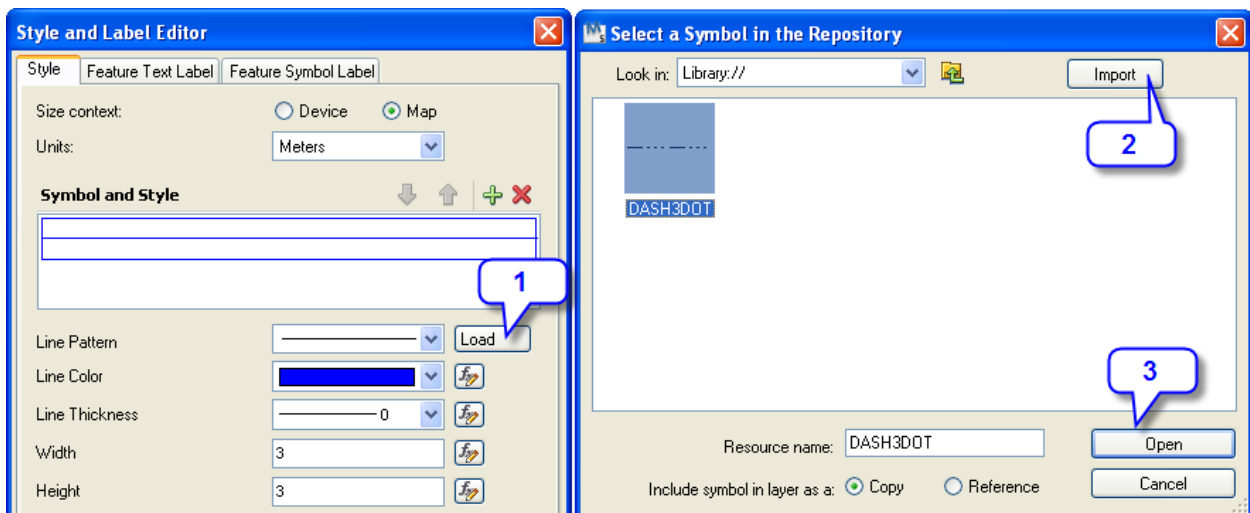 Style and Label Editor
Style Feature Text Label Feature Symbol Label
Size context: Device Map
Units: Meters
Symbol and Style
1
Line Pattern Load
Line Color
Line Thickness 0
Width 3
Height 3
Select a Symbol in the Repository
Look in: Library:// Import
2
DASH3DOT
3
Resource name: DASH3DOT Open
Include symbol in layer as a: Copy Reference Cancel